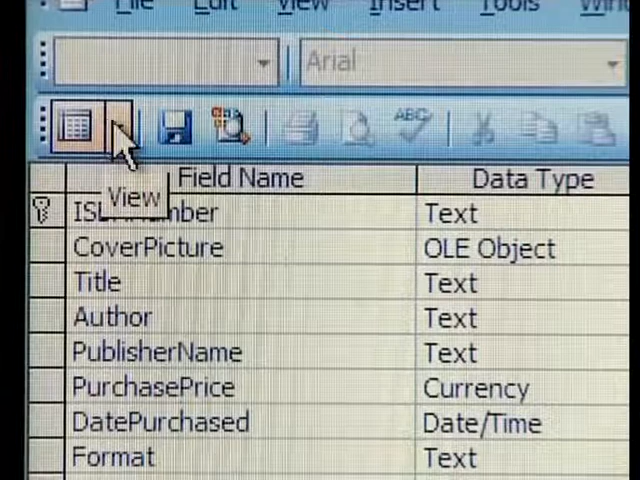 File Edit View Insert Tools
Arial
ABC
Field Name Data Type
View
Text
CoverPicture OLE Object
Title Text
Author Text
PublisherName Text
PurchasePrice Currency
DatePurchased Date/Time
Format Text